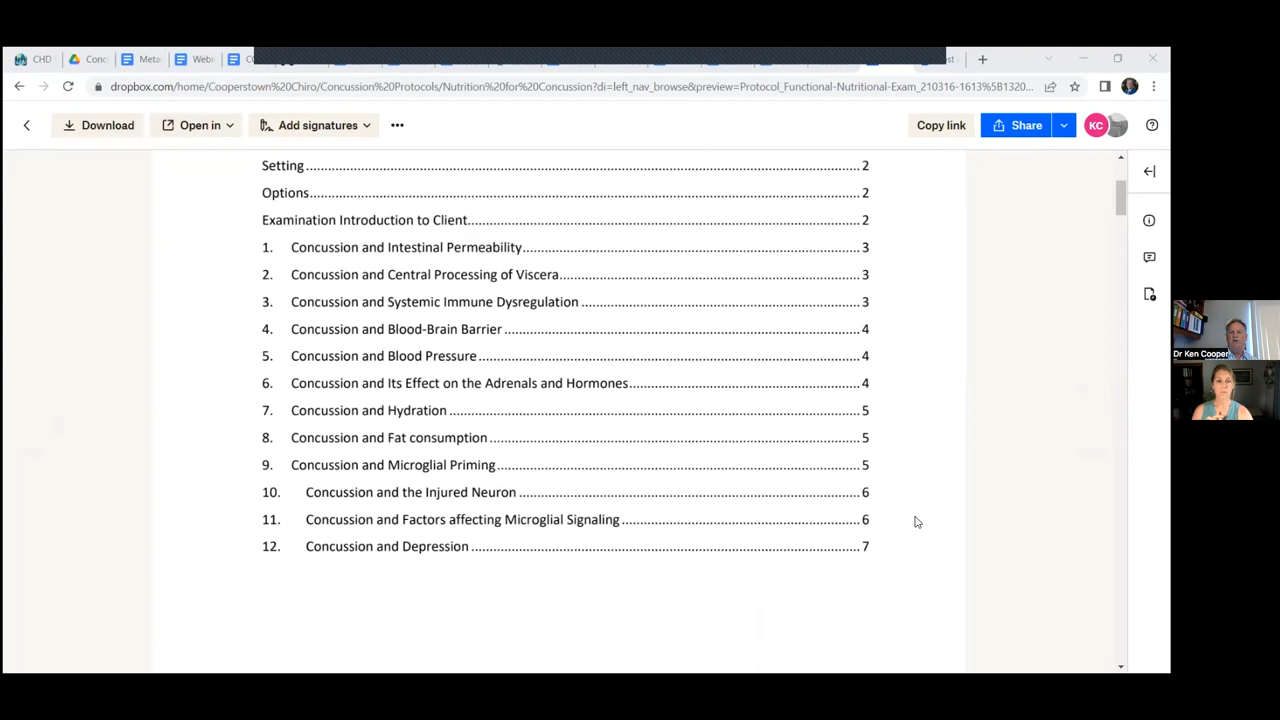 CHD
Conc
Meta
Webi
dropbox.com/home/Cooperstown%20Chiro/Concussion%20Protocols/Nutrition%20for%20Concussion?di=left_nav_browse&preview=Protocol_Functional-Nutritional-Exam_210316-1613%5B1320...
Download
Open in
Add signatures
Copy link
Share
KC
Setting 2
Options 2
Examination Introduction to Client 2
1. Concussion and Intestinal Permeability 3
2. Concussion and Central Processing of Viscera 3
3. Concussion and Systemic Immune Dysregulation 3
4. Concussion and Blood-Brain Barrier 4
5. Concussion and Blood Pressure 4
6. Concussion and Its Effect on the Adrenals and Hormones 4
7. Concussion and Hydration 5
8. Concussion and Fat consumption 5
9. Concussion and Microglial Priming 5
10. Concussion and the Injured Neuron 6
11. Concussion and Factors affecting Microglial Signaling 6
12. Concussion and Depression 7
Dr Ken Cooper